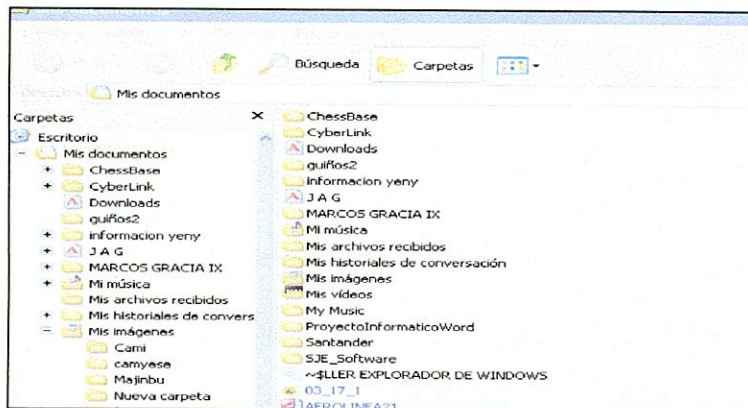 Búsqueda Carpetas
Mis documentos
Carpetas
Escritorio
Mis documentos
ChessBase
CyberLink
Downloads
guiños2
informacion yeny
J A G
MARCOS GRACIA IX
Mi música
Mis archivos recibidos
Mis historiales de convers
Mis imágenes
Cami
camyese
Majinbu
Nueva carpeta
ChessBase
CyberLink
Downloads
guiños2
informacion yeny
J A G
MARCOS GRACIA IX
Mi música
Mis archivos recibidos
Mis historiales de conversación
Mis imágenes
Mis vídeos
My Music
ProyectoInformaticoWord
Santander
SJE_Software
~$LLER EXPLORADOR DE WINDOWS
03_17_1
AEROLINEA21